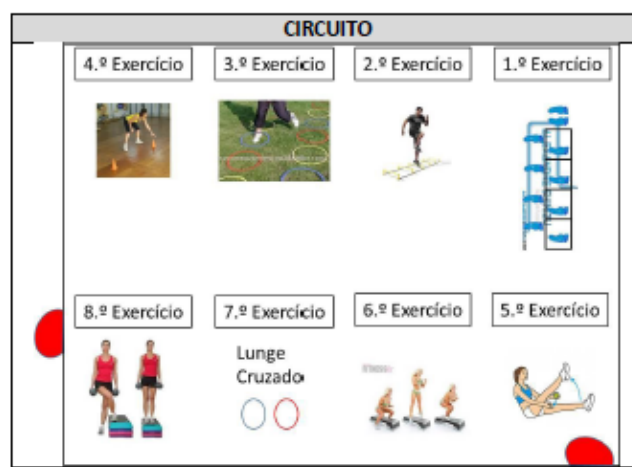 CIRCUITO
4.º Exercício
3.º Exercício
2.º Exercício
1.º Exercício
8.º Exercício
7.º Exercício
6.º Exercício
5.º Exercício
Lunge
Cruzado